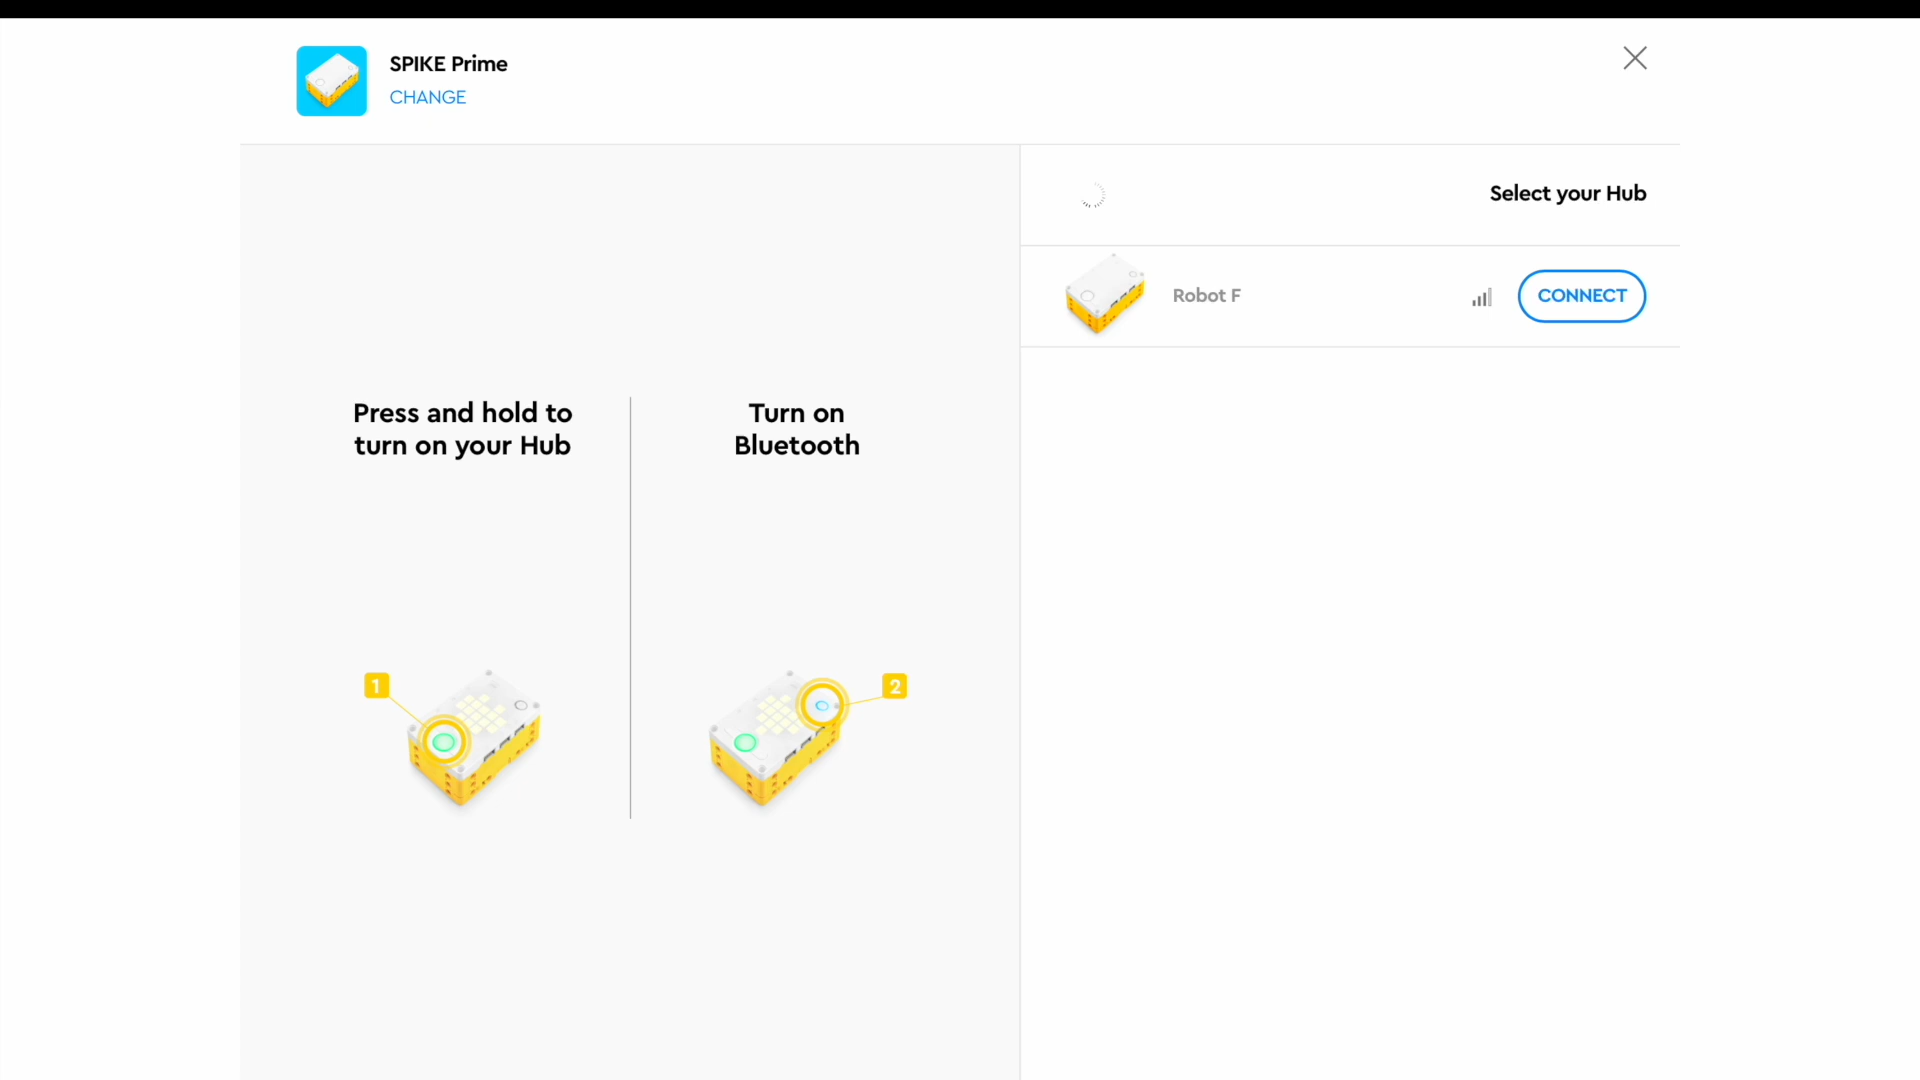 SPIKE Prime
CHANGE
Select your Hub
Robot F
CONNECT
Press and hold to
turn on your Hub
Turn on
Bluetooth
1
2